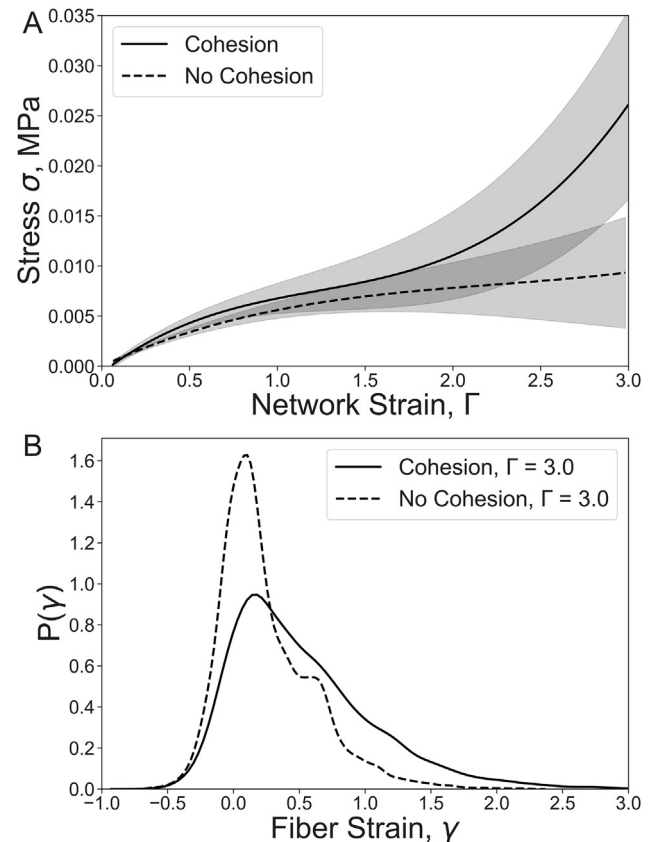 A
0.035
0.030
0.025
0.020
0.015
0.010
0.005
0.000
Stress σ, MPa
Cohesion
No Cohesion
0.0 0.5 1.0 1.5 2.0 2.5 3.0
Network Strain, Γ
B
1.6
1.4
1.2
1.0
0.8
0.6
0.4
0.2
0.0
P(γ)
Cohesion, Γ = 3.0
No Cohesion, Γ = 3.0
−1.0 −0.5 0.0 0.5 1.0 1.5 2.0 2.5 3.0
Fiber Strain, γ